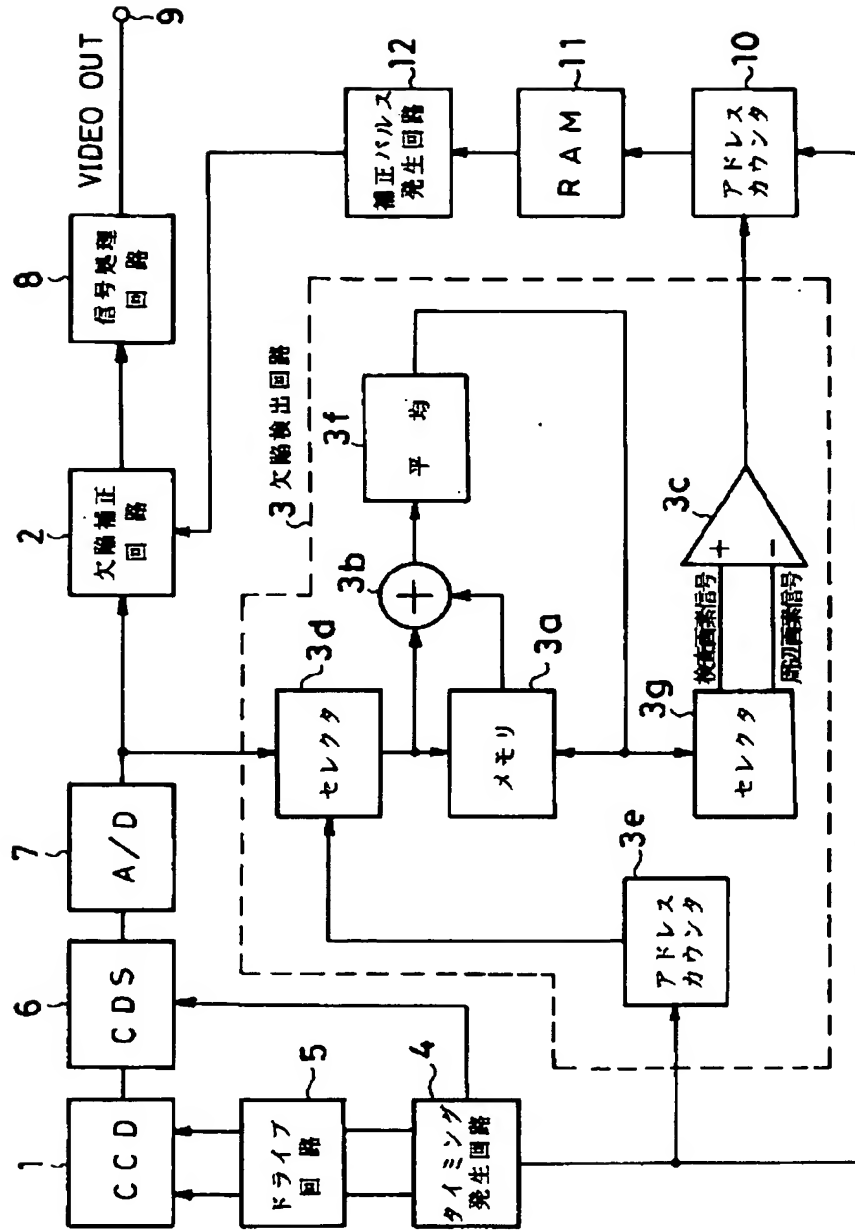 1
CCD
6
CDS
7
A/D
2
欠陥補正
回路
8
信号処理
回路
VIDEO OUT
9
5
ドライブ
回路
4
タイミング
発生回路
3 欠陥検出回路
3d
セレクタ
3b
+
3f
平均
3a
メモリ
3e
アドレス
カウンタ
3g
セレクタ
検査画素信号
周辺画素信号
+
-
3c
12
補正パルス
発生回路
11
RAM
10
アドレス
カウンタ